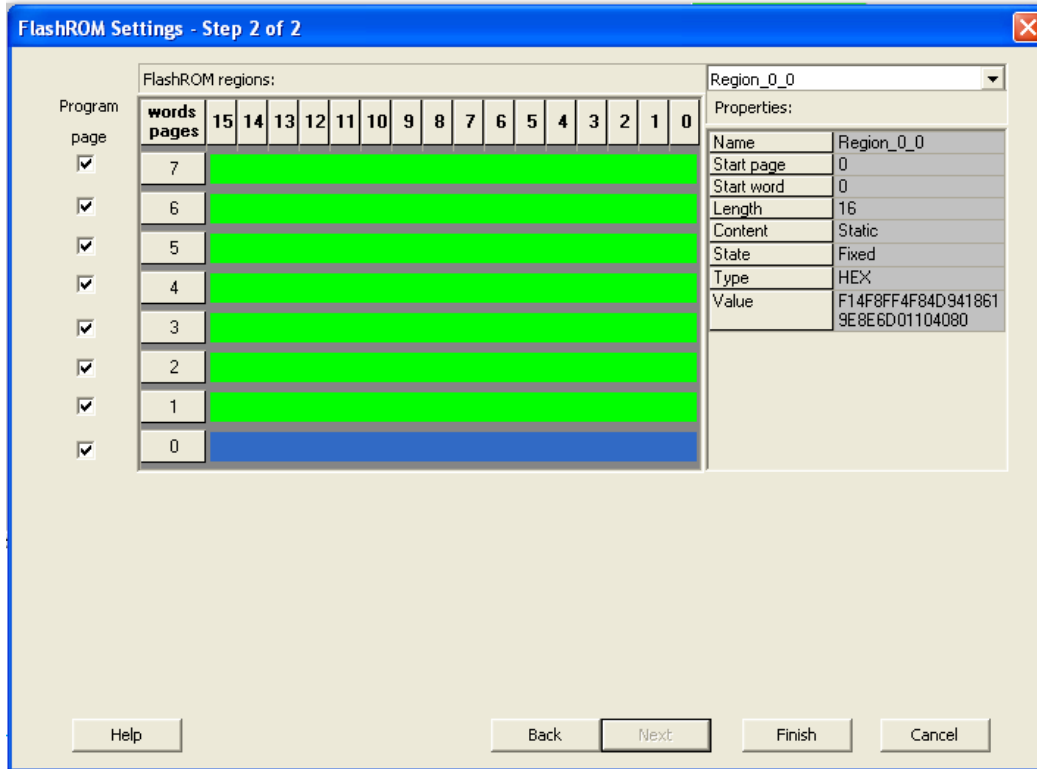 FlashROM Settings - Step 2 of 2
FlashROM regions:
Region_0_0
Program
page
words
pages
15 14 13 12 11 10 9 8 7 6 5 4 3 2 1 0
7
6
5
4
3
2
1
0
Properties:
Name Region_0_0
Start page 0
Start word 0
Length 16
Content Static
State Fixed
Type HEX
Value F14F8FF4F84D941861
9E8E6D01104080
Help
Back
Next
Finish
Cancel